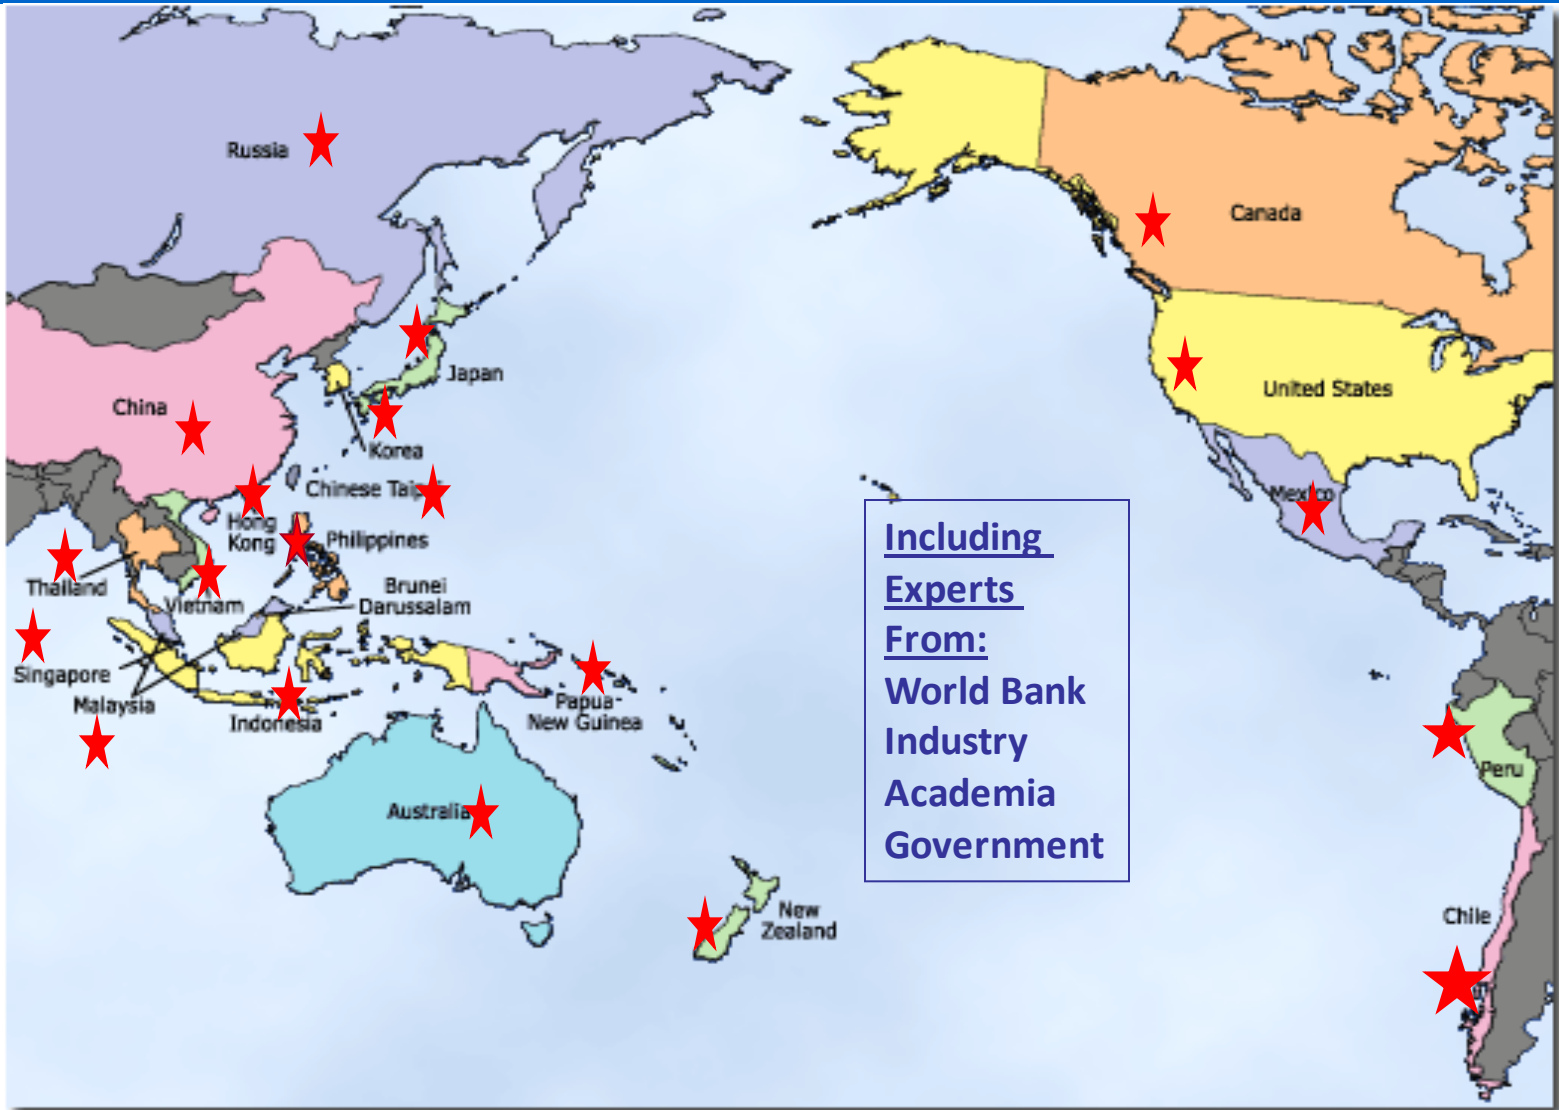 Russia
Canada
Japan
United States
China
Korea
Mexico
Chinese Taipei
Hong
Kong
Philippines
Thailand
Vietnam
Brunei
Darussalam
Singapore
Malaysia
Indonesia
Papua-
New Guinea
Including
Experts
From:
World Bank
Industry
Academia
Government
Peru
Australia
New
Zealand
Chile